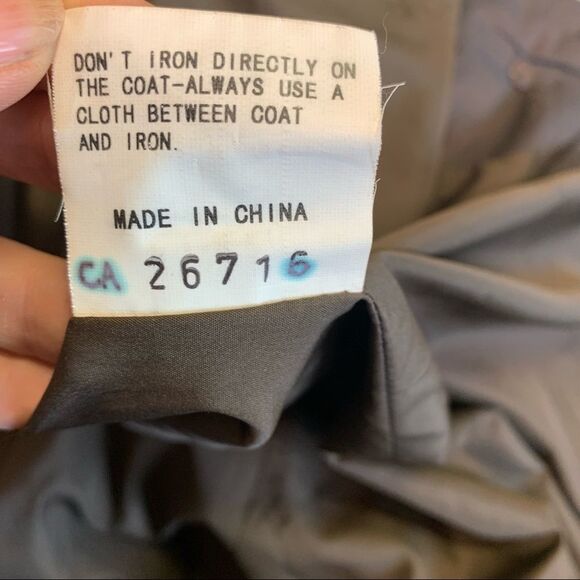 DON'T IRON DIRECTLY ON
THE COAT-ALWAYS USE A
CLOTH BETWEEN COAT
AND IRON.
MADE IN CHINA
CA 26716